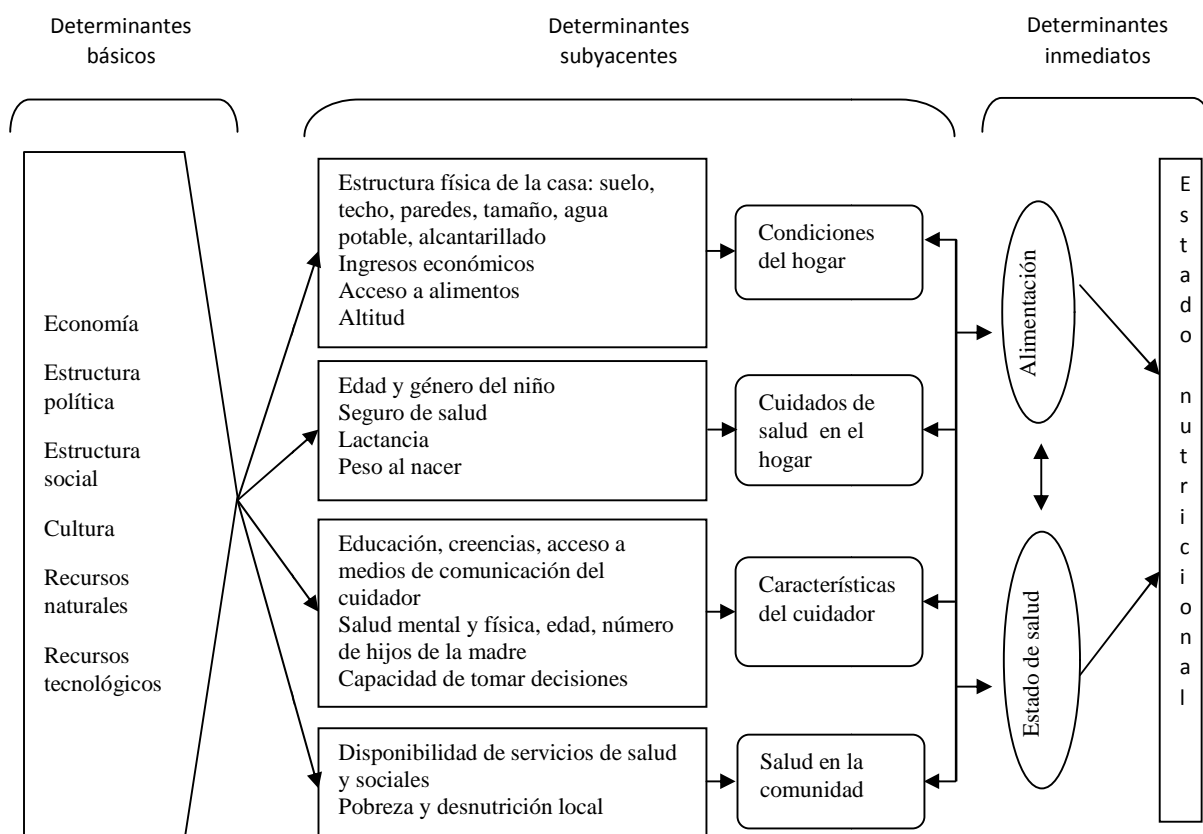 Determinantes
básicos
Determinantes
subyacentes
Determinantes
inmediatos
Economía
Estructura
política
Estructura
social
Cultura
Recursos
naturales
Recursos
tecnológicos
Estructura física de la casa: suelo,
techo, paredes, tamaño, agua
potable, alcantarillado
Ingresos económicos
Acceso a alimentos
Altitud
Edad y género del niño
Seguro de salud
Lactancia
Peso al nacer
Educación, creencias, acceso a
medios de comunicación del
cuidador
Salud mental y física, edad, número
de hijos de la madre
Capacidad de tomar decisiones
Disponibilidad de servicios de salud
y sociales
Pobreza y desnutrición local
Condiciones
del hogar
Cuidados de
salud en el
hogar
Características
del cuidador
Salud en la
comunidad
Alimentación
Estado de salud
Estado nutricional